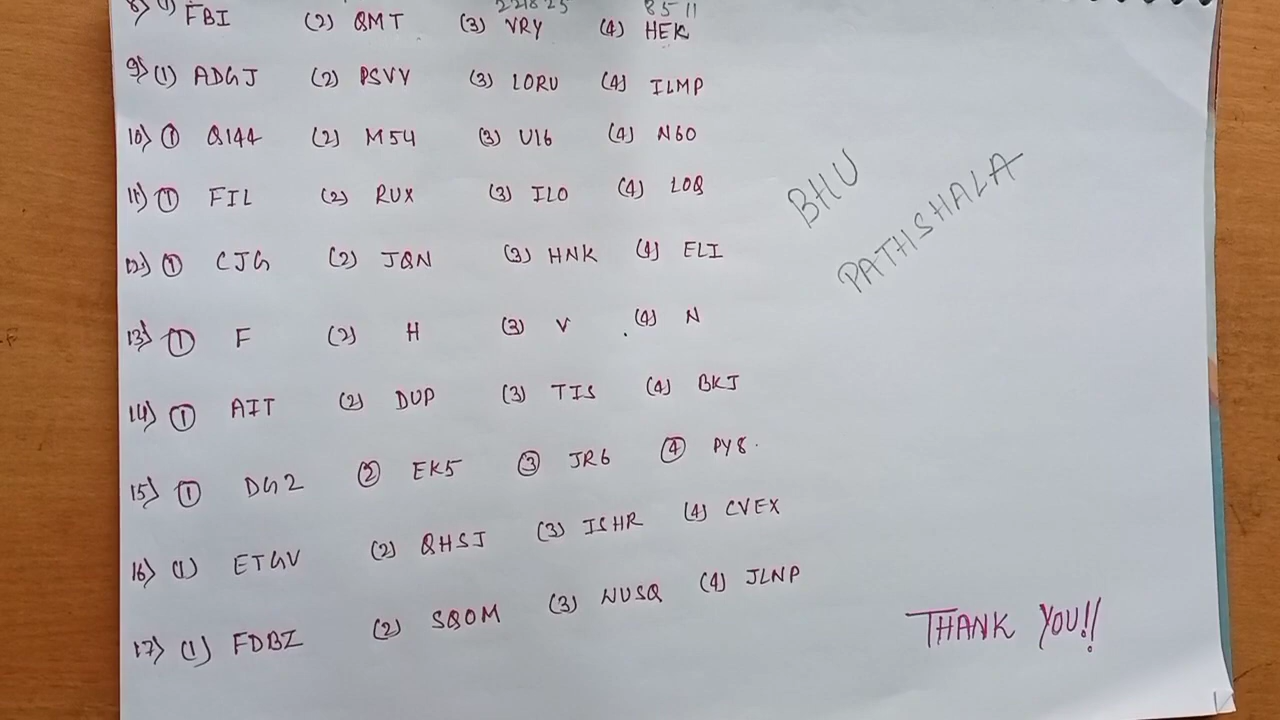 221825 8 5 11
8) (1) FBI (2) QMT (3) VRY (4) HEK
9) (1) ADGJ (2) PSVY (3) LORU (4) ILMP
10) (1) Q144 (2) M54 (3) U16 (4) N60
11) (1) FIL (2) RUX (3) ILO (4) LOQ
12) (1) CJG (2) JQN (3) HNK (4) ELI
13) (1) F (2) H (3) V (4) N
14) (1) AIT (2) DUP (3) TIS (4) BKJ
15) (1) DG2 (2) EK5 (3) JR6 (4) PY8
16) (1) ETGV (2) QHSJ (3) ISHR (4) CVEX
17) (1) FDBZ (2) SQOM (3) NUSQ (4) JLNP
BHU
PATHSHALA
THANK YOU!!